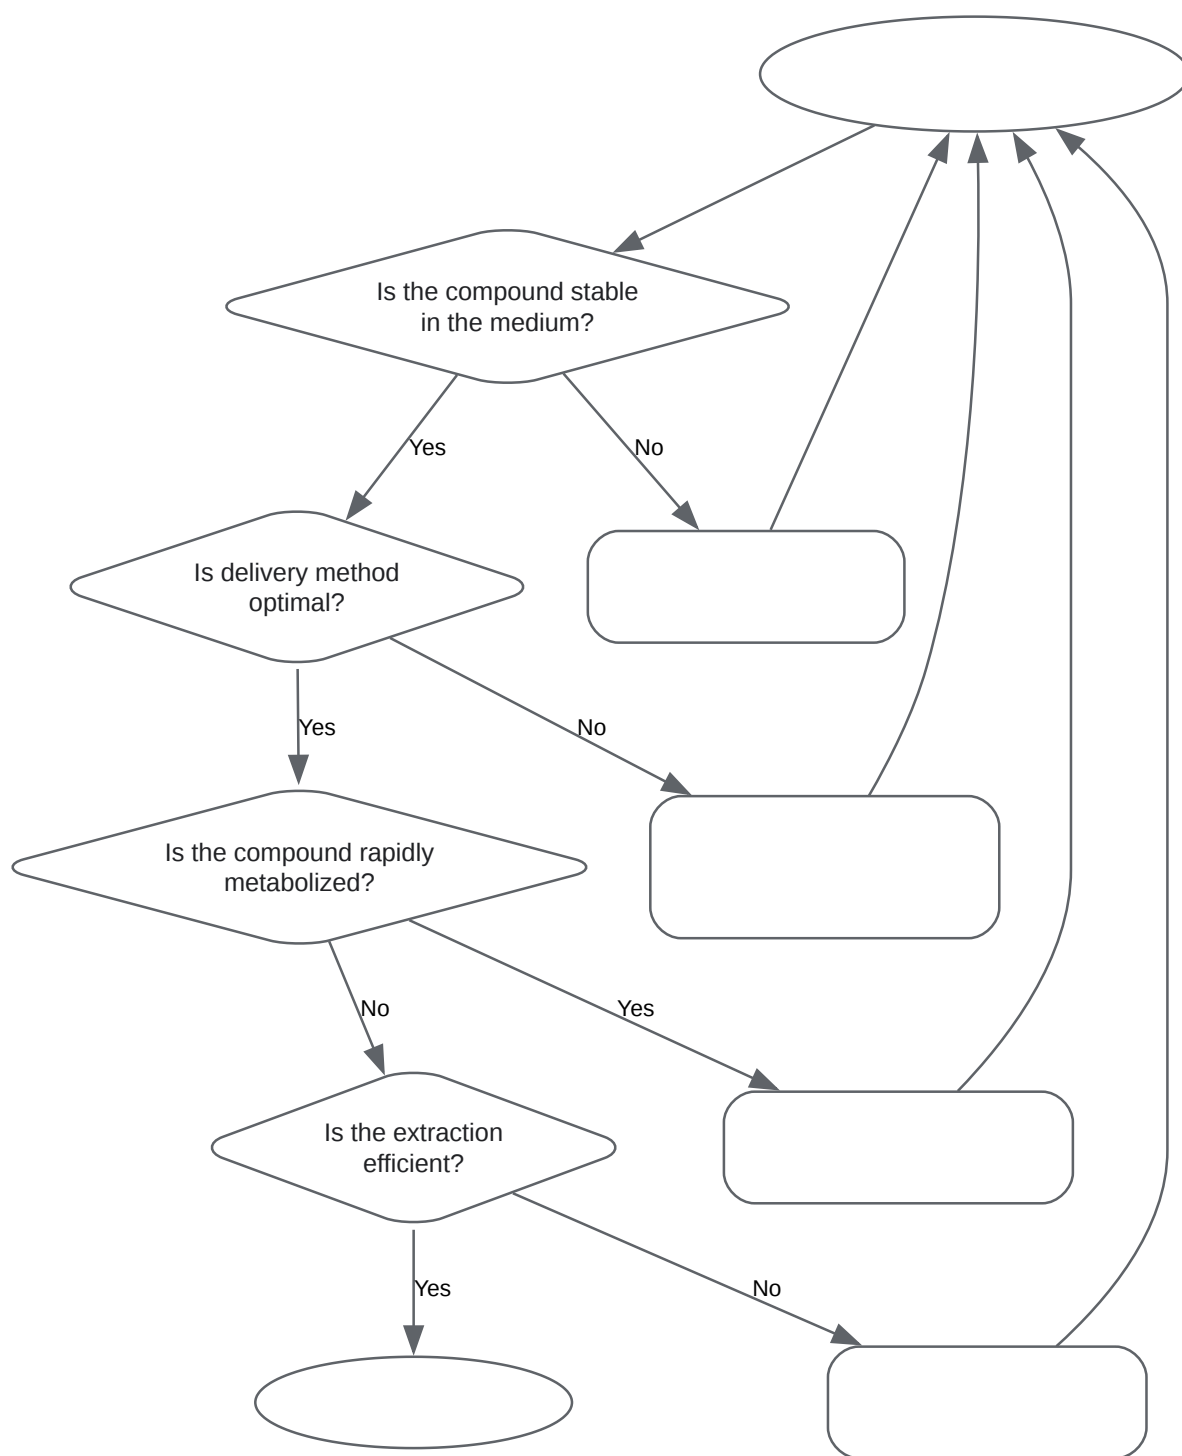 Is the compound stable
in the medium?
Yes
No
Is delivery method
optimal?
Yes
No
Is the compound rapidly
metabolized?
No
Yes
Is the extraction
efficient?
Yes
No